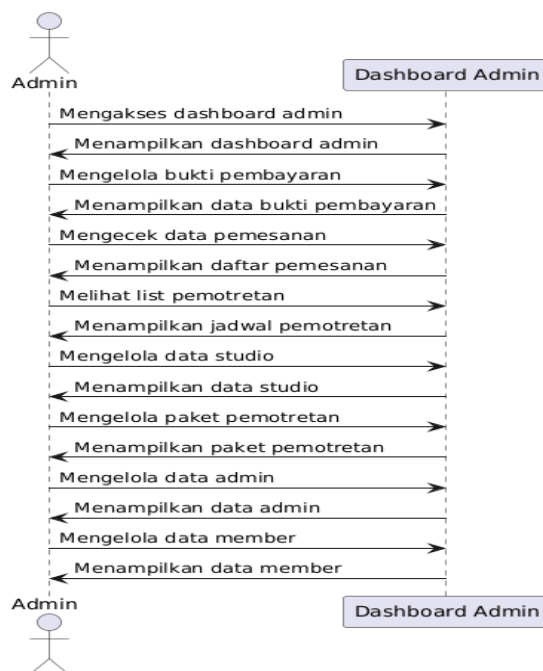 Admin
Dashboard Admin
Mengakses dashboard admin
Menampilkan dashboard admin
Mengelola bukti pembayaran
Menampilkan data bukti pembayaran
Mengecek data pemesanan
Menampilkan daftar pemesanan
Melihat list pemotretan
Menampilkan jadwal pemotretan
Mengelola data studio
Menampilkan data studio
Mengelola paket pemotretan
Menampilkan paket pemotretan
Mengelola data admin
Menampilkan data admin
Mengelola data member
Menampilkan data member
Admin
Dashboard Admin